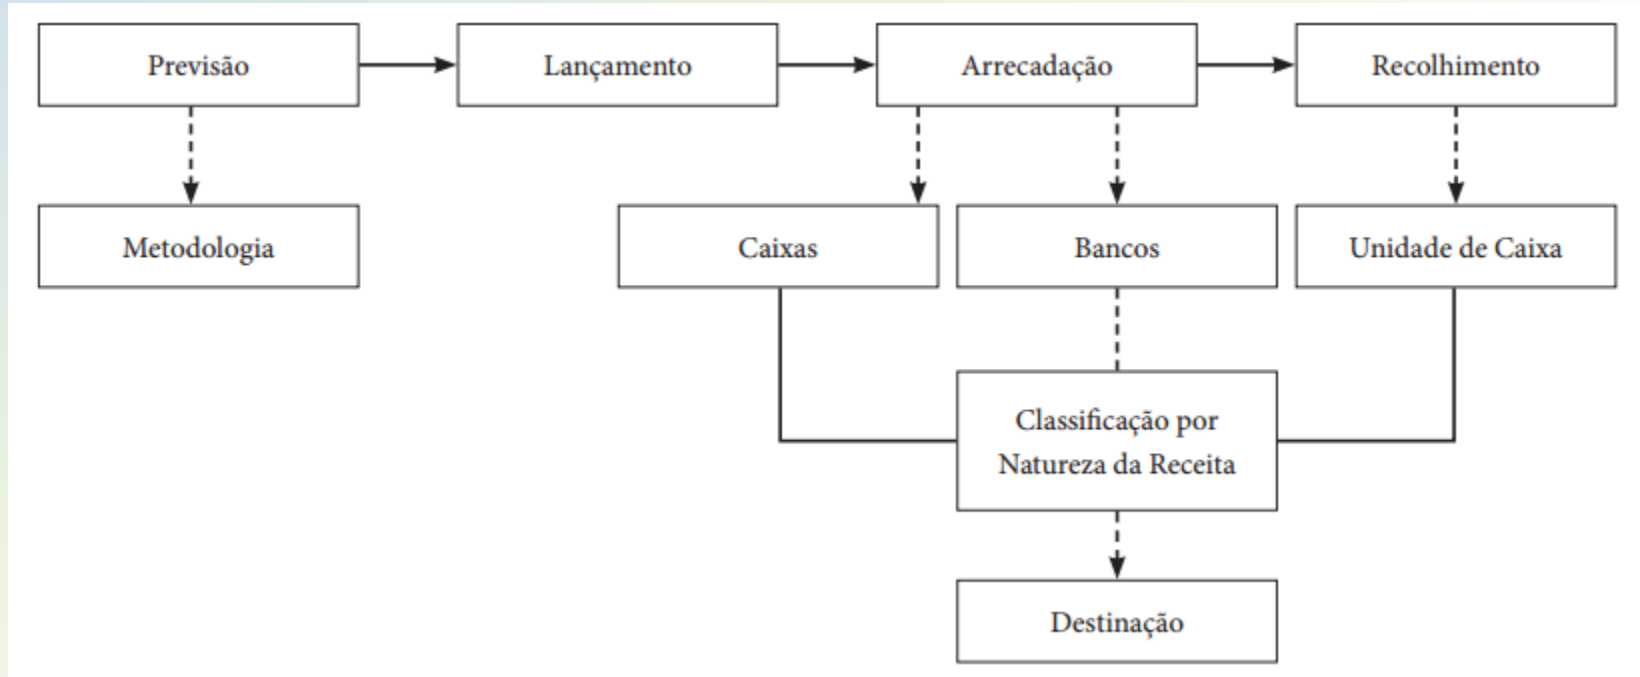 Previsão
Lançamento
Arrecadação
Recolhimento
Metodologia
Caixas
Bancos
Unidade de Caixa
Classificação por
Natureza da Receita
Destinação